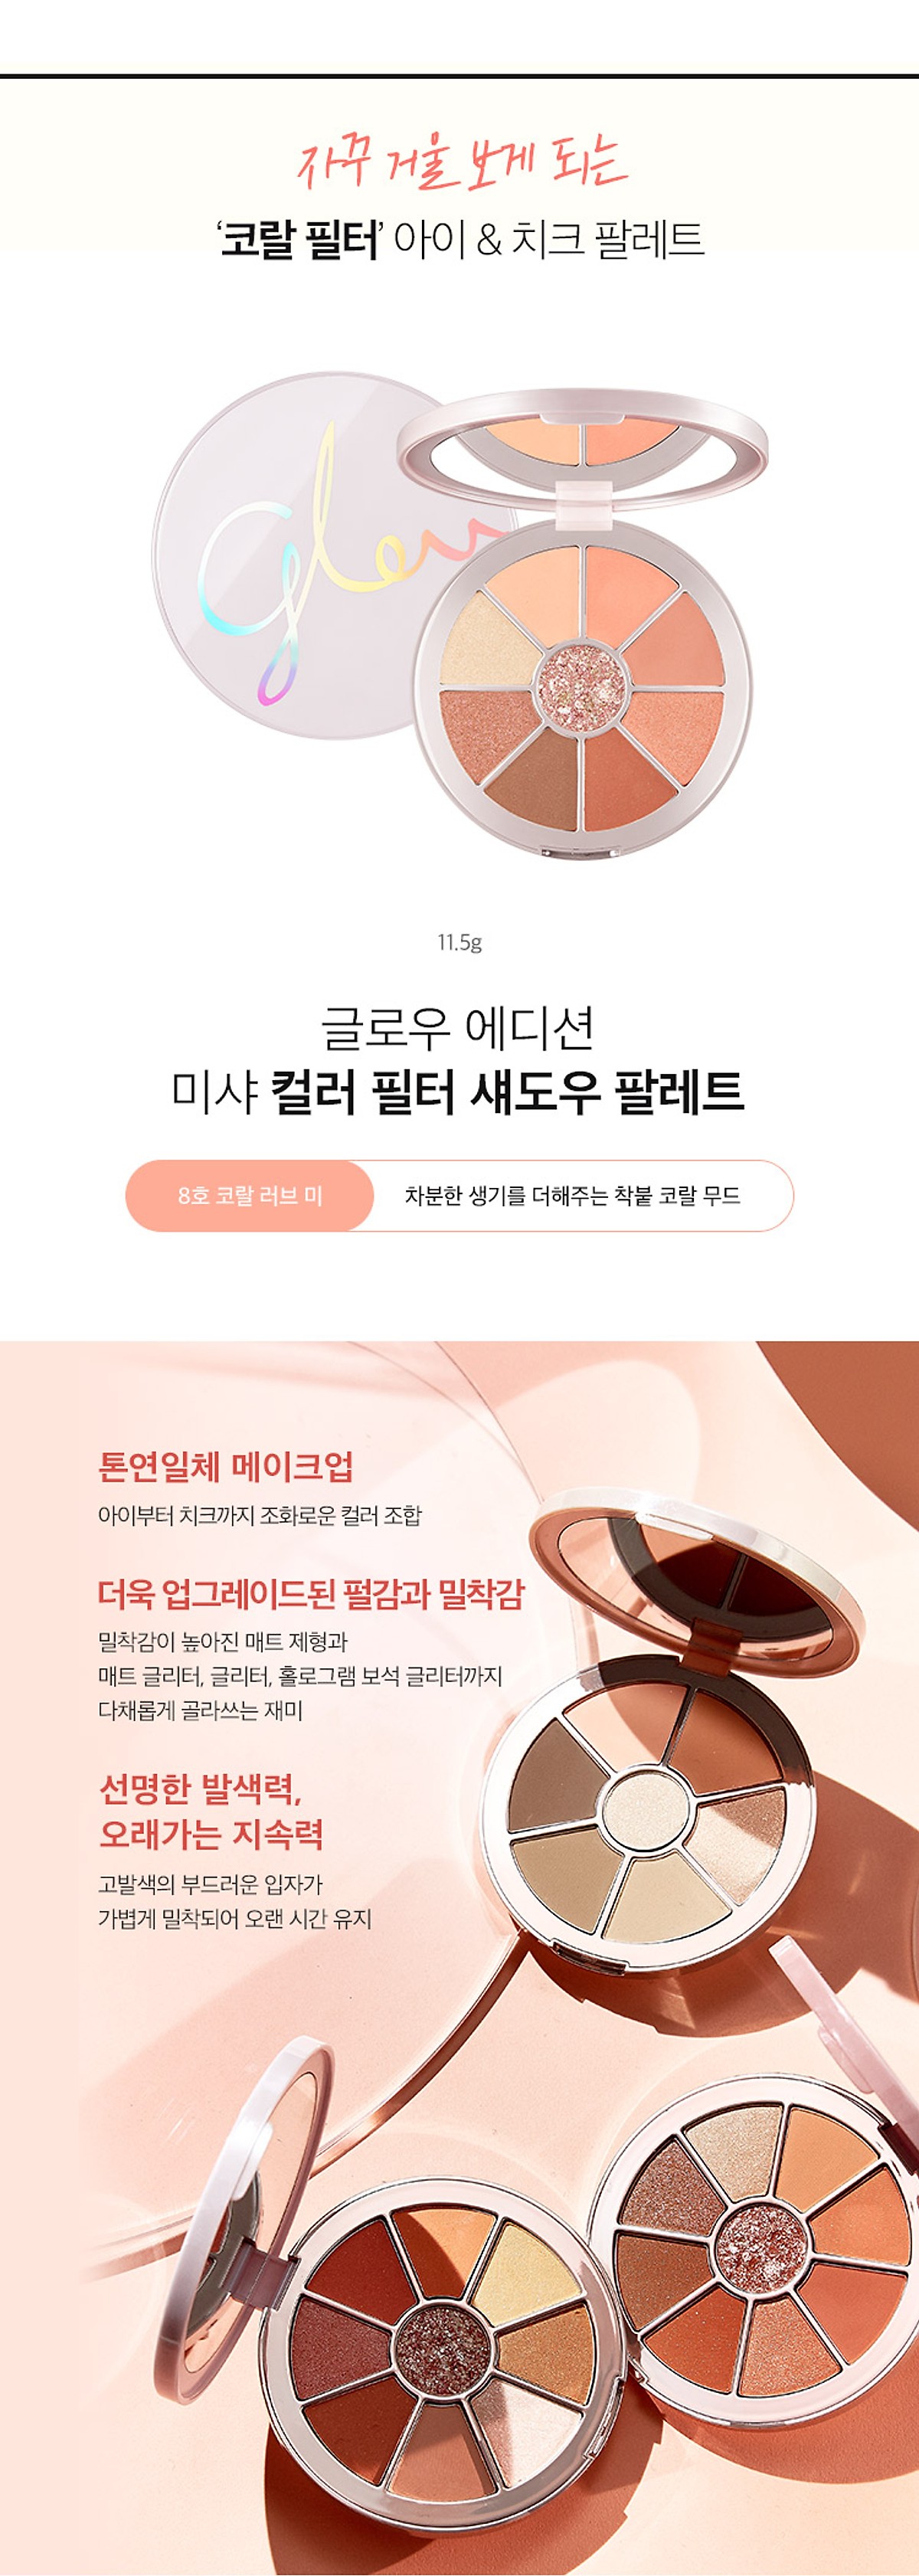 자꾸 거울 보게 되는
‘코랄 필터’ 아이 & 치크 팔레트
glow
11.5g
글로우 에디션
미샤 컬러 필터 섀도우 팔레트
8호 코랄 러브 미
차분한 생기를 더해주는 착붙 코랄 무드
톤연일체 메이크업
아이부터 치크까지 조화로운 컬러 조합
더욱 업그레이드된 펄감과 밀착감
밀착감이 높아진 매트 제형과
매트 글리터, 글리터, 홀로그램 보석 글리터까지
다채롭게 골라쓰는 재미
선명한 발색력,
오래가는 지속력
고발색의 부드러운 입자가
가볍게 밀착되어 오랜 시간 유지